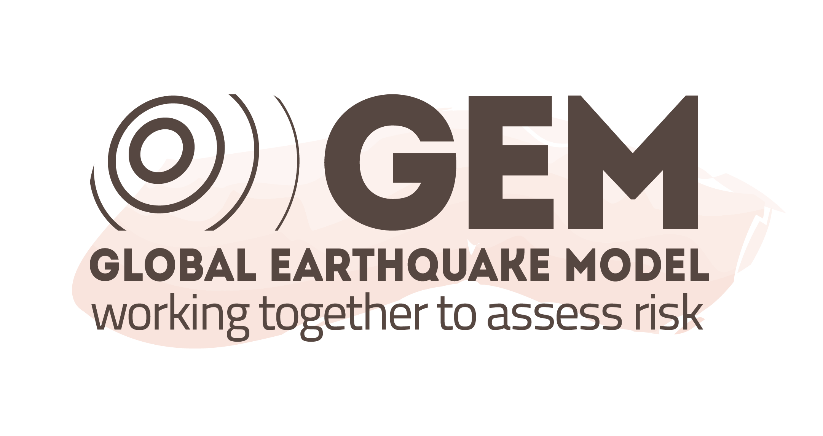 GEM
GLOBAL EARTHQUAKE MODEL
working together to assess risk